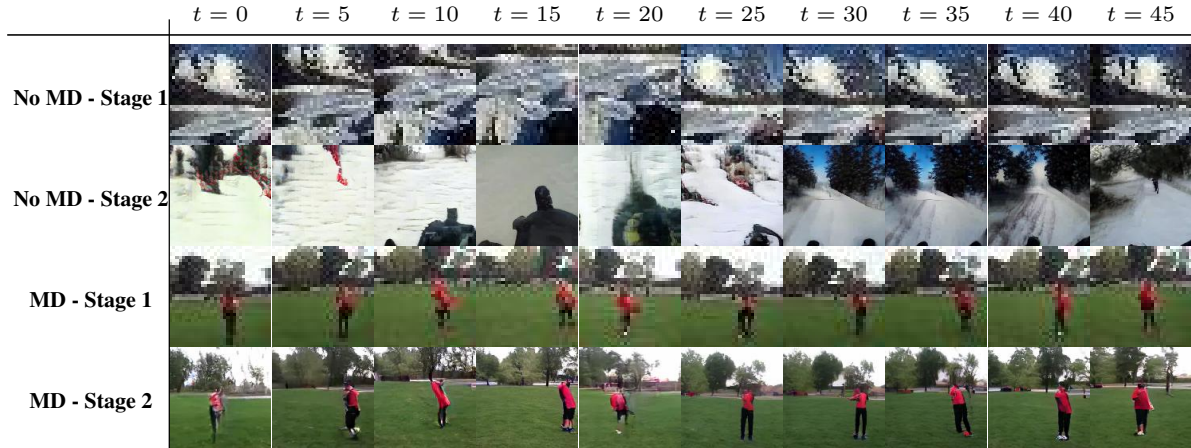 t = 0 t = 5 t = 10 t = 15 t = 20 t = 25 t = 30 t = 35 t = 40 t = 45
No MD - Stage 1
No MD - Stage 2
MD - Stage 1
MD - Stage 2